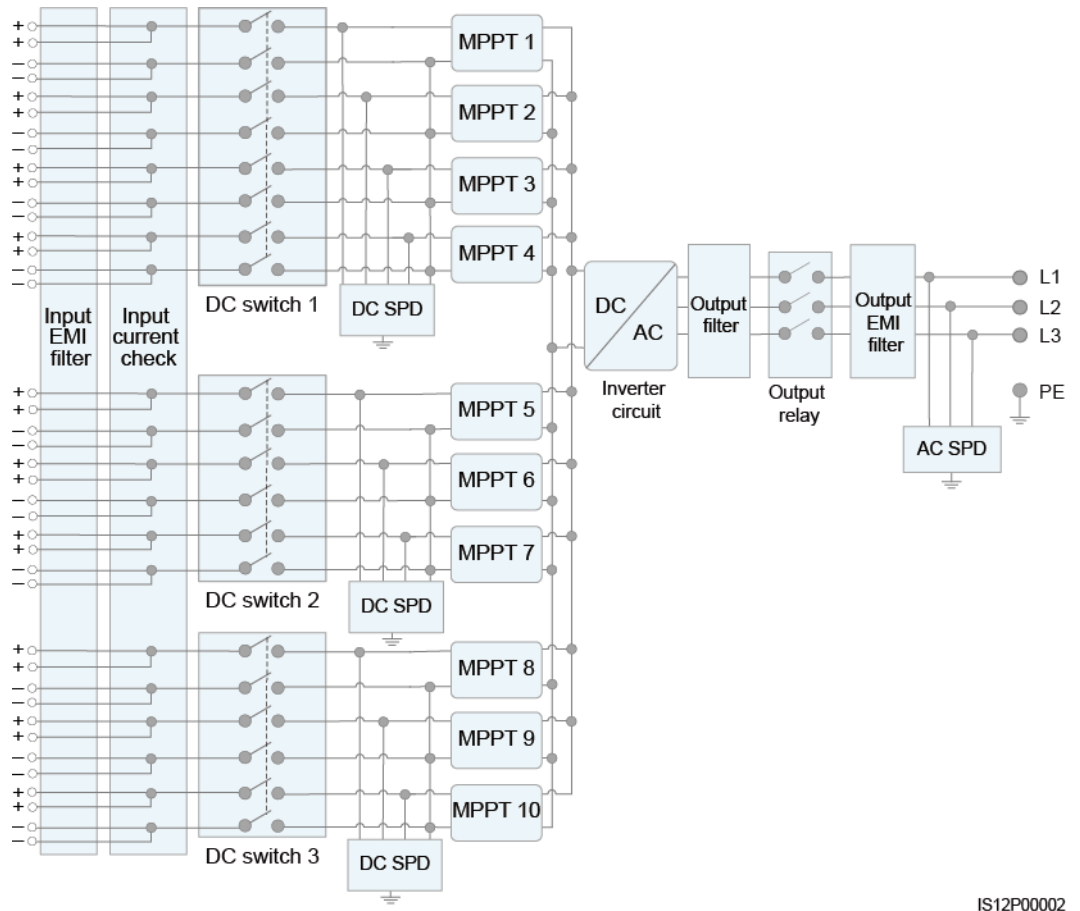 +
+
−
−
+
+
−
−
+
+
−
−
+
+
−
−
MPPT 1
MPPT 2
MPPT 3
MPPT 4
DC switch 1
DC SPD
Input
EMI
filter
Input
current
check
DC
AC
Inverter
circuit
Output
filter
Output
relay
Output
EMI
filter
L1
L2
L3
PE
AC SPD
+
+
−
−
+
+
−
−
+
+
−
−
MPPT 5
MPPT 6
MPPT 7
DC switch 2
DC SPD
+
+
−
−
+
+
−
−
+
+
−
−
MPPT 8
MPPT 9
MPPT 10
DC switch 3
DC SPD
IS12P00002